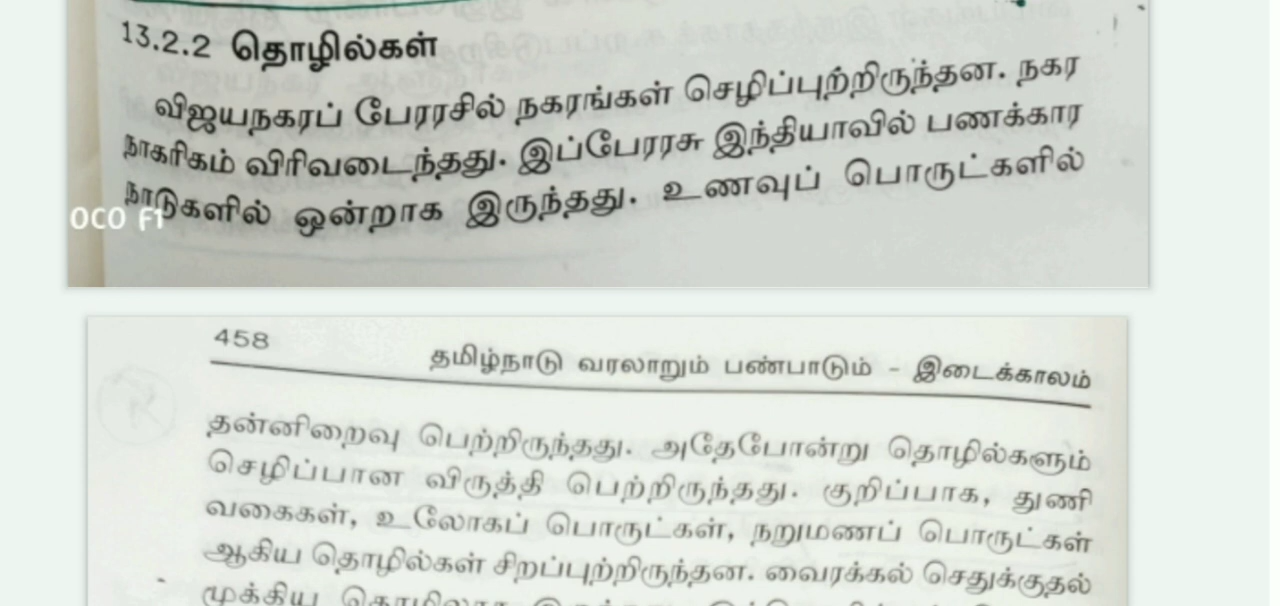 13.2.2 தொழில்கள்
விஜயநகரப் பேரரசில் நகரங்கள் செழிப்புற்றிருந்தன. நகர
நாகரிகம் விரிவடைந்தது. இப்பேரரசு இந்தியாவில் பணக்கார
நாடுகளில் ஒன்றாக இருந்தது. உணவுப் பொருட்களில்
OCO F1
458
தமிழ்நாடு வரலாறும் பண்பாடும் - இடைக்காலம்
தன்னிறைவு பெற்றிருந்தது. அதேபோன்று தொழில்களும்
செழிப்பான விருத்தி பெற்றிருந்தது. குறிப்பாக, துணி
வகைகள், உலோகப் பொருட்கள், நறுமணப் பொருட்கள்
ஆகிய தொழில்கள் சிறப்புற்றிருந்தன. வைரக்கல் செதுக்குதல்
முக்கிய